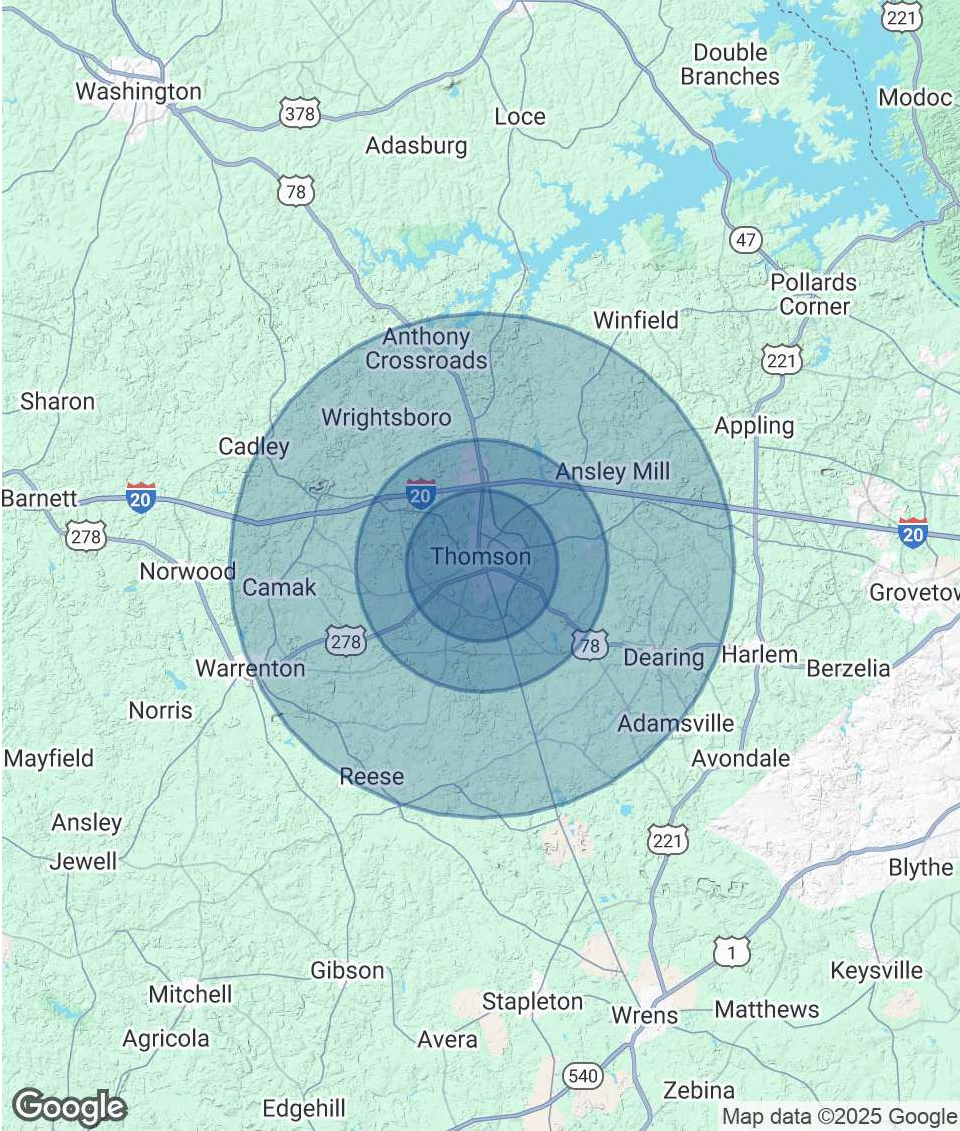 221
Double
Branches
Washington
Modoc
378
Loce
Adasburg
78
47
Pollards
Corner
Winfield
Anthony
Crossroads
221
Sharon
Wrightsboro
Appling
Cadley
Ansley Mill
Barnett
20
20
278
20
Thomson
Norwood
Camak
Grovetow
278
78
Dearing
Harlem
Warrenton
Berzelia
Norris
Adamsville
Mayfield
Avondale
Reese
Ansley
221
Jewell
Blythe
1
Gibson
Keysville
Mitchell
Stapleton
Matthews
Wrens
Agricola
Avera
540
Zebina
Google
Edgehill
Map data ©2025 Google